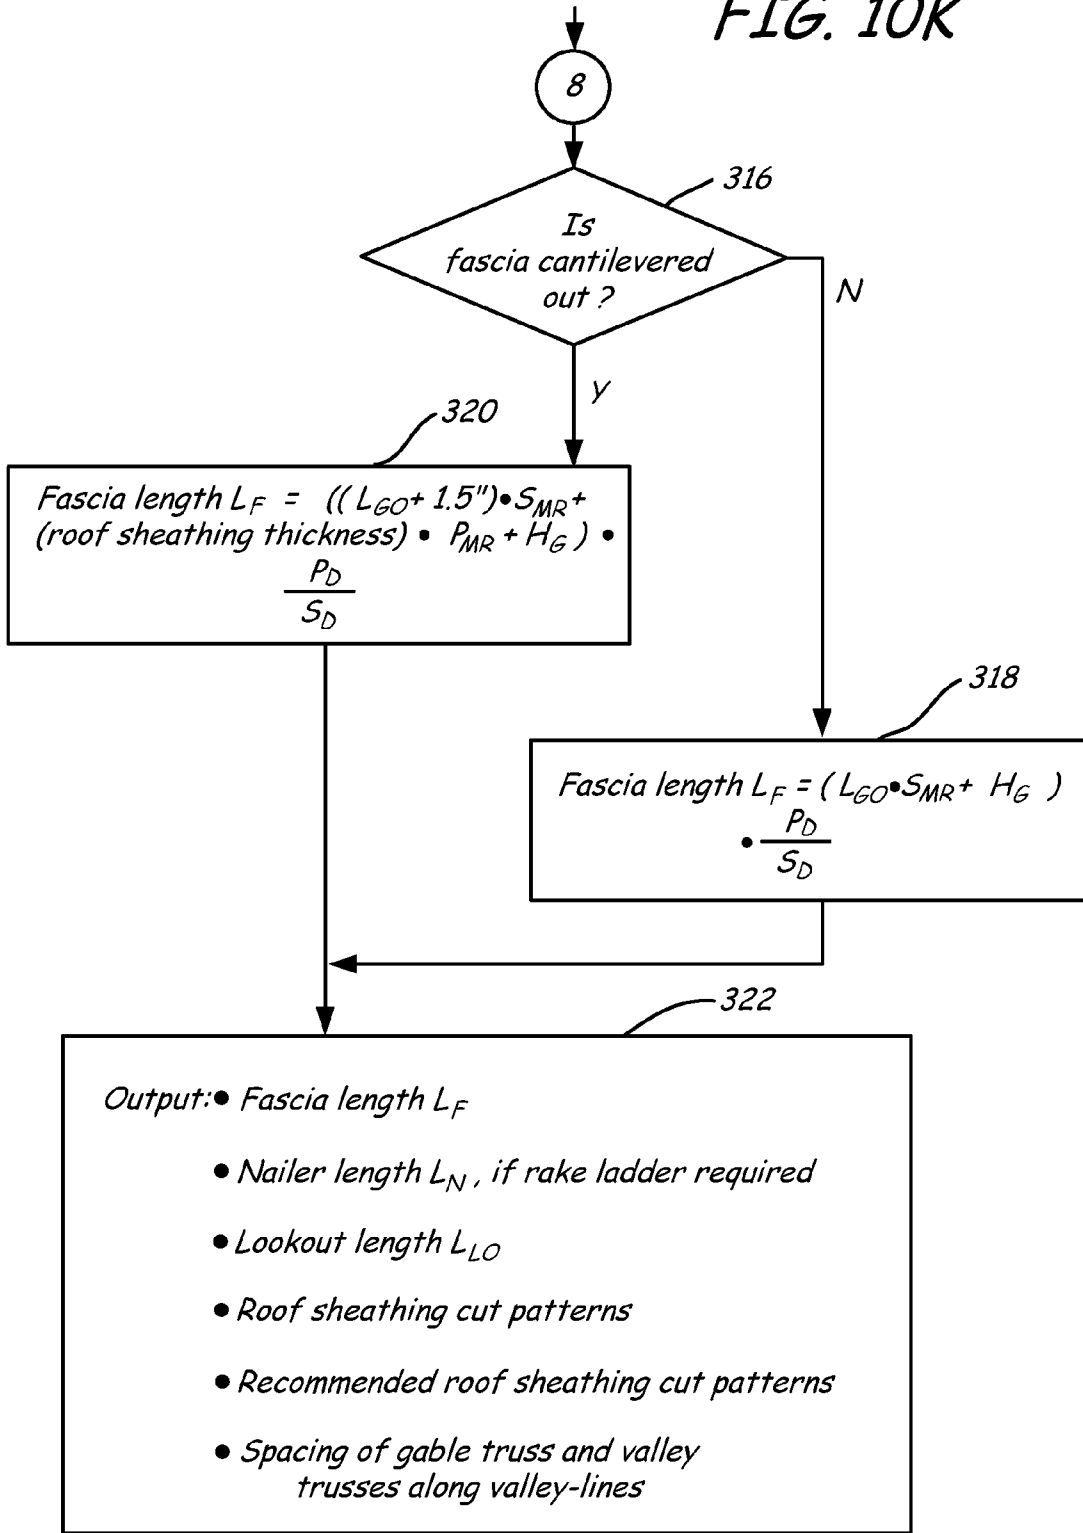 FIG. 10K
8
316
Is
fascia cantilevered
out ?
N
Y
320
Fascia length L_F = (( L_GO + 1.5")•S_MR +
(roof sheathing thickness) • P_MR + H_G ) •
P_D
S_D
318
Fascia length L_F = ( L_GO•S_MR + H_G )
• P_D
S_D
322
Output:• Fascia length L_F
• Nailer length L_N, if rake ladder required
• Lookout length L_LO
• Roof sheathing cut patterns
• Recommended roof sheathing cut patterns
• Spacing of gable truss and valley
trusses along valley-lines